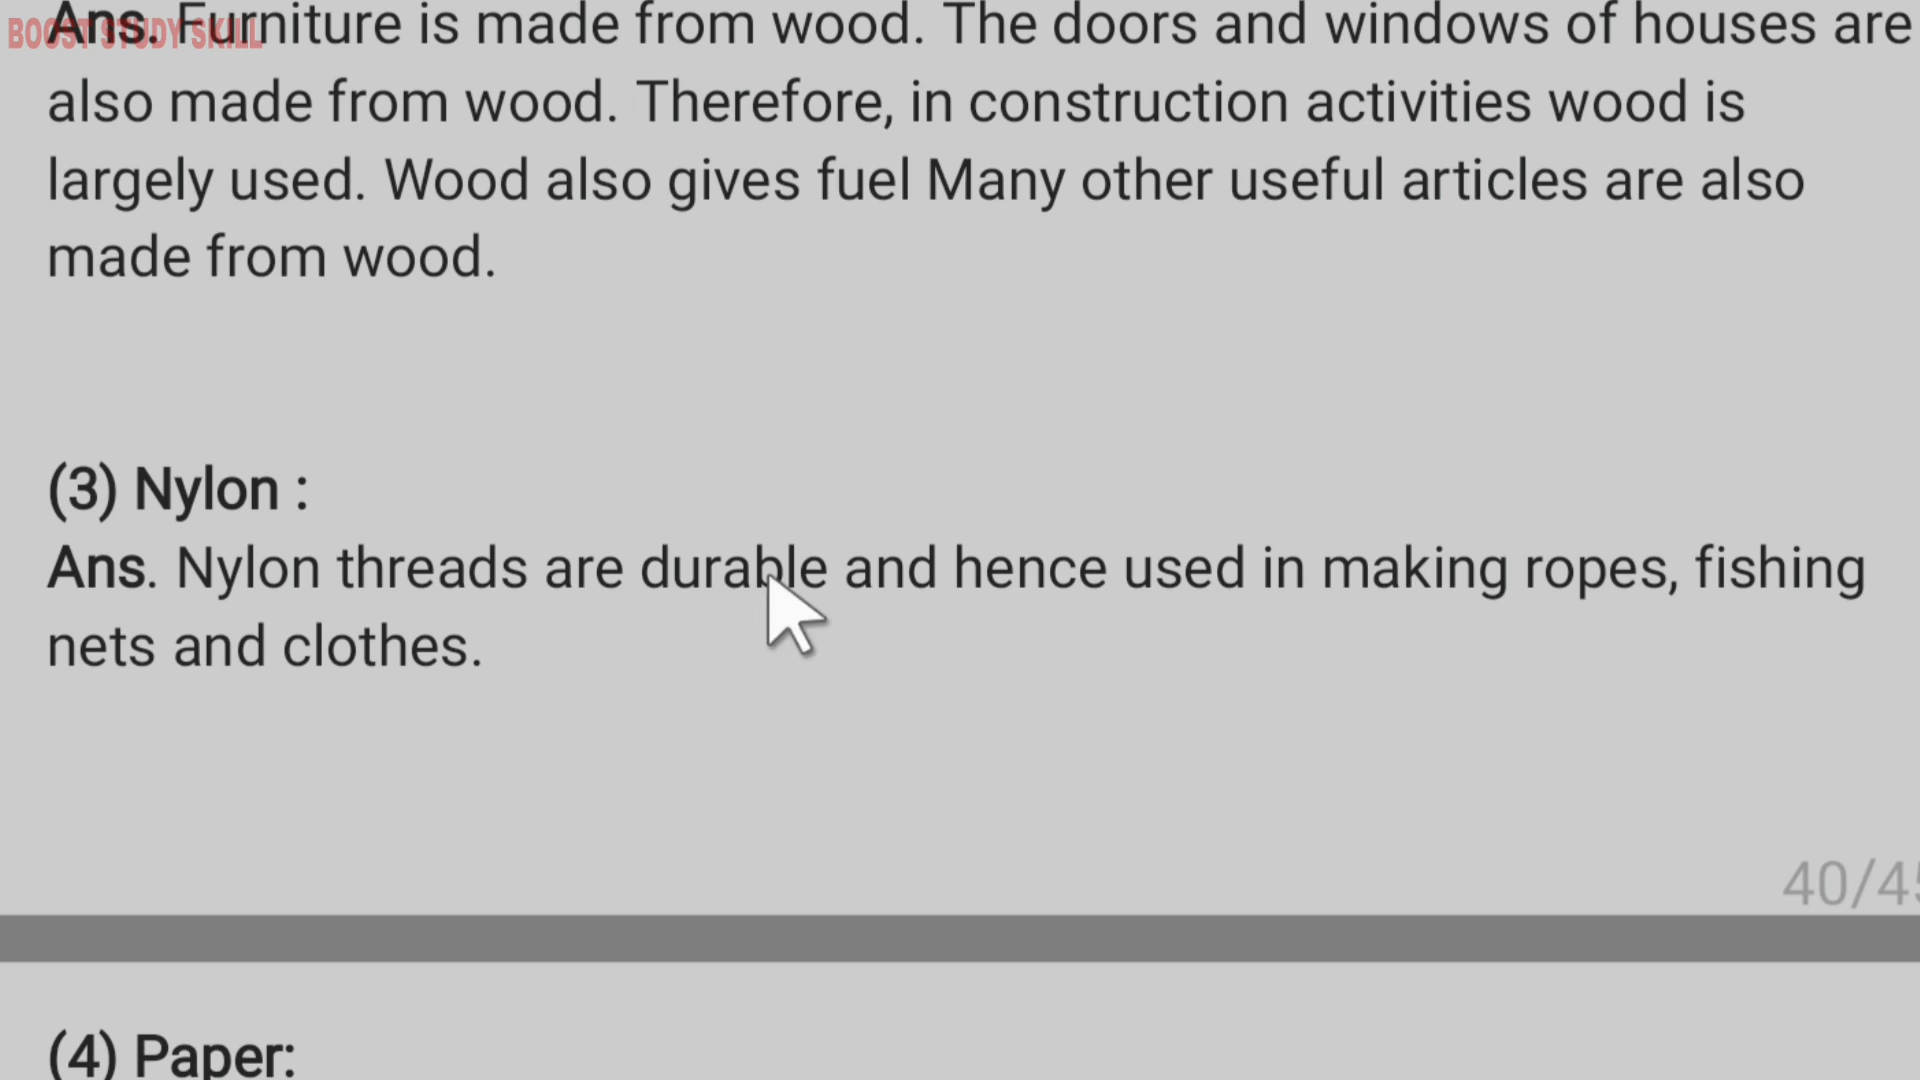 BOOST STUDY SKILL
Ans. Furniture is made from wood. The doors and windows of houses are
also made from wood. Therefore, in construction activities wood is
largely used. Wood also gives fuel Many other useful articles are also
made from wood.
(3) Nylon :
Ans. Nylon threads are durable and hence used in making ropes, fishing
nets and clothes.
40/45
(4) Paper: